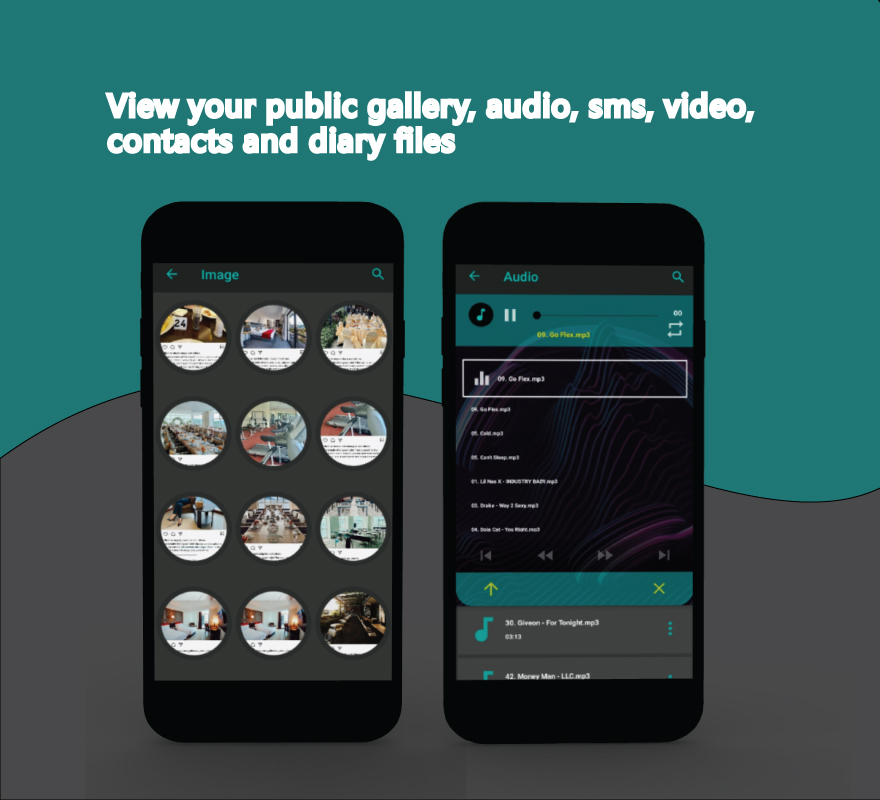 View your public gallery, audio, sms, video,
contacts and diary files
Image
24
Audio
09. Go Flex.mp3
09. Go Flex.mp3
09. Go Flex.mp3
05. Cold.mp3
05. Can't Sleep.mp3
01. Lil Nas X - INDUSTRY BABY.mp3
03. Drake - Way 2 Sexy.mp3
04. Doja Cat - You Right.mp3
30. Giveon - For Tonight.mp3
03:13
42. Money Man - LLC.mp3